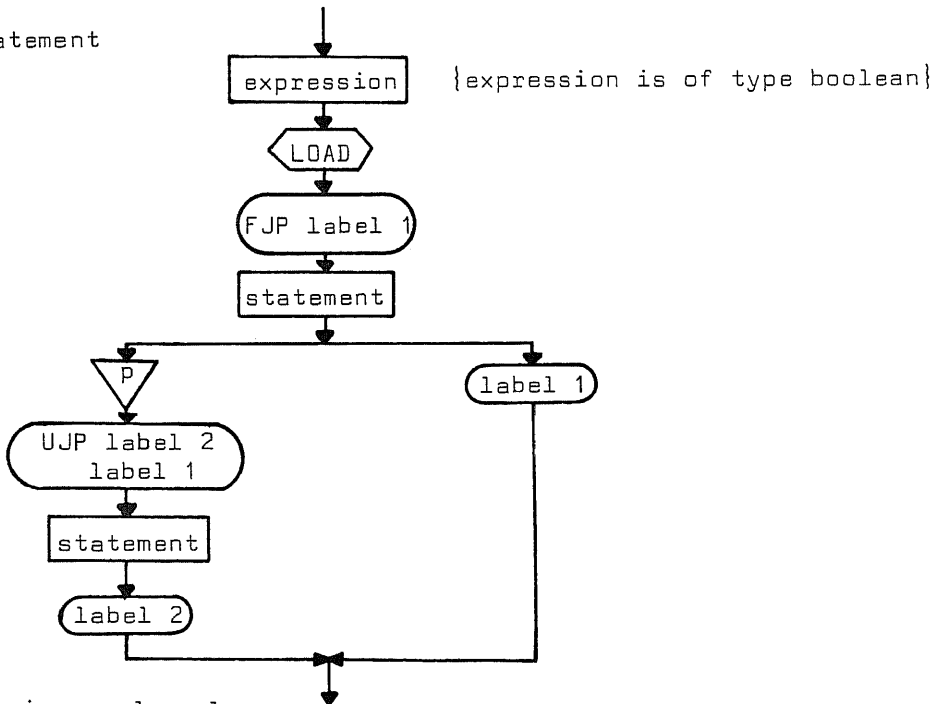 atement
expression {expression is of type boolean}
LOAD
FJP label 1
statement
p
label 1
UJP label 2
label 1
statement
label 2